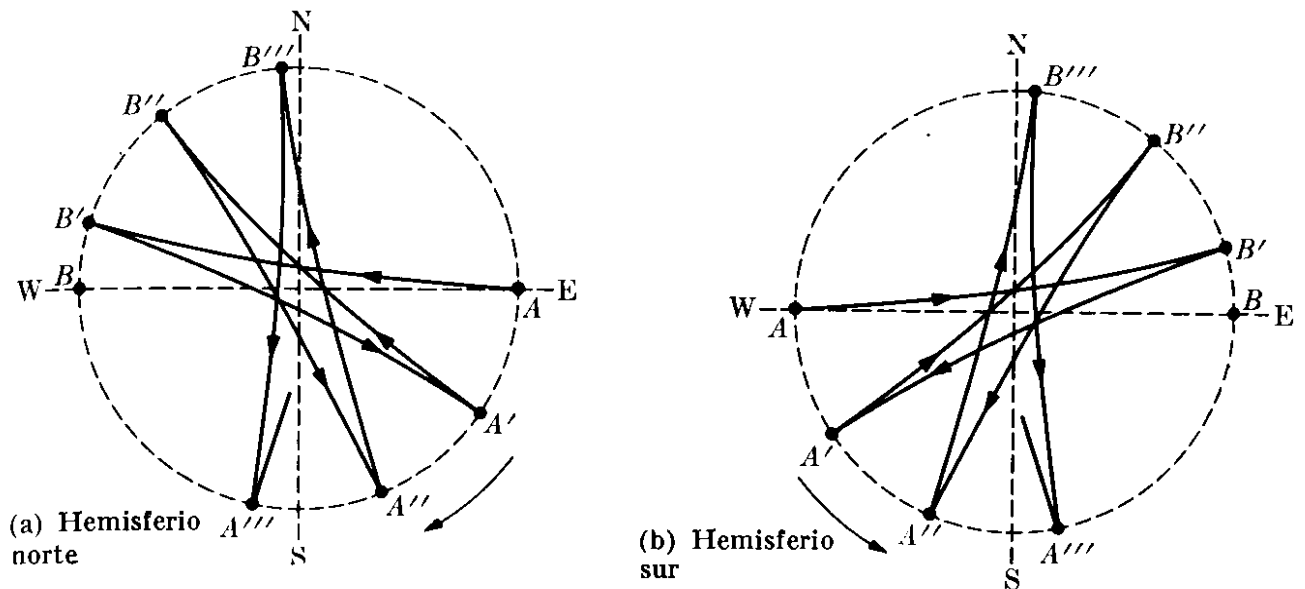 N
B'''
B''
B'
B
W
E
A
A'
A''
A'''
S
(a) Hemisferio
norte
N
B'''
B''
B'
B
W
E
A
A'
A''
A'''
S
(b) Hemisferio
sur